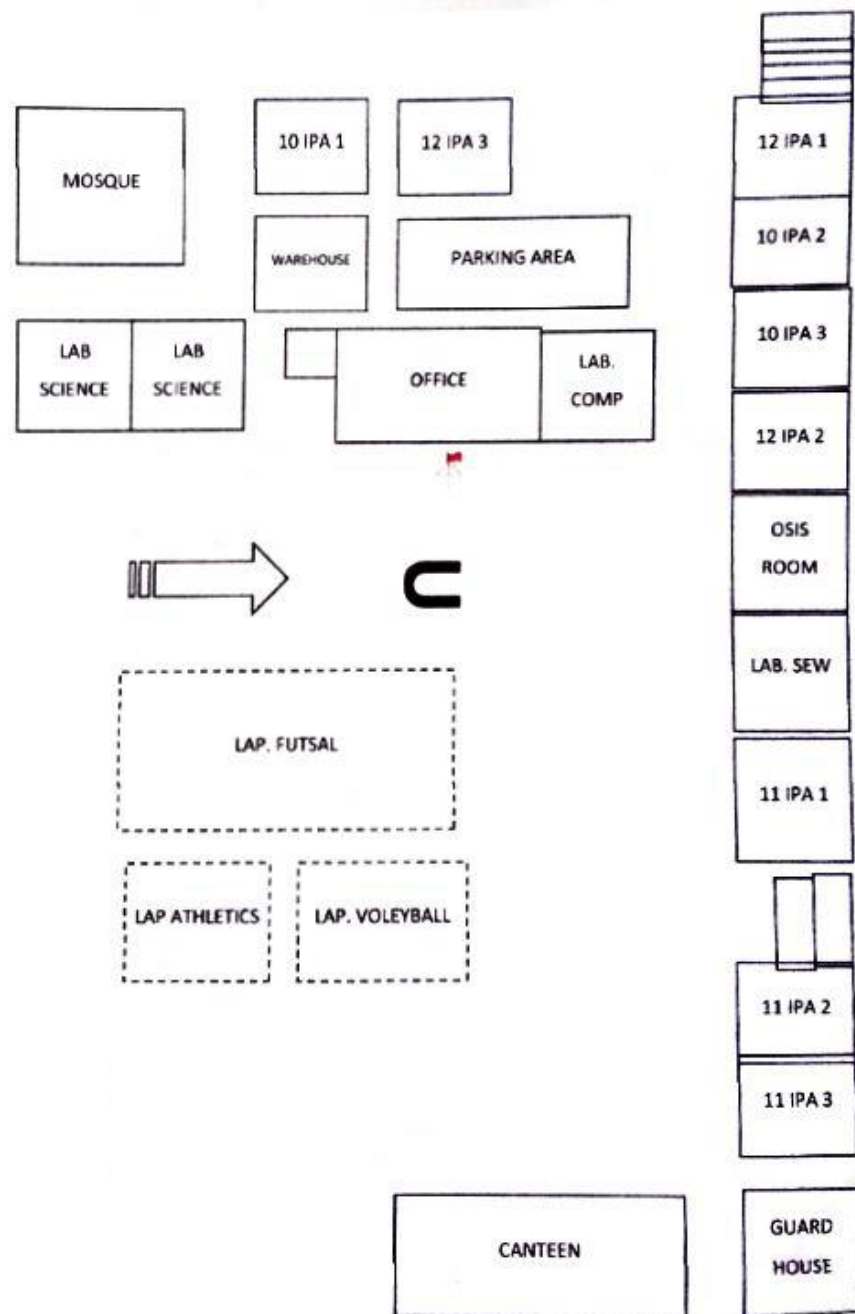 10 IPA 1
12 IPA 3
12 IPA 1
MOSQUE
10 IPA 2
WAREHOUSE
PARKING AREA
10 IPA 3
LAB
SCIENCE
LAB
SCIENCE
OFFICE
LAB.
COMP
12 IPA 2
OSIS
ROOM
LAB. SEW
LAP. FUTSAL
11 IPA 1
LAP ATHLETICS
LAP. VOLEYBALL
11 IPA 2
11 IPA 3
CANTEEN
GUARD
HOUSE